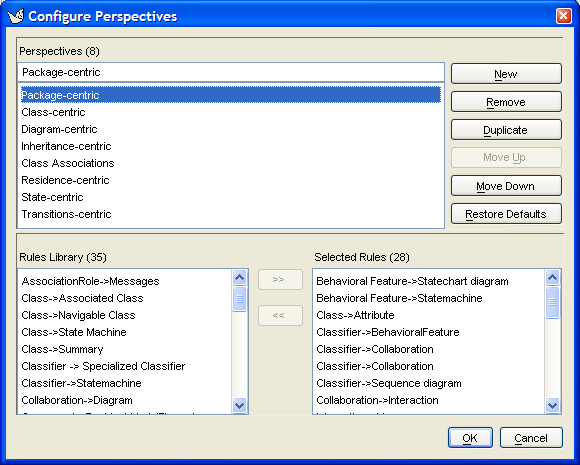 Configure Perspectives
Perspectives (8)
Package-centric
Package-centric
Class-centric
Diagram-centric
Inheritance-centric
Class Associations
Residence-centric
State-centric
Transitions-centric
New
Remove
Duplicate
Move Up
Move Down
Restore Defaults
Rules Library (35)
AssociationRole->Messages
Class->Associated Class
Class->Navigable Class
Class->State Machine
Class->Summary
Classifier -> Specialized Classifier
Classifier->Statemachine
Collaboration->Diagram
>>
<<
Selected Rules (28)
Behavioral Feature->Statechart diagram
Behavioral Feature->Statemachine
Class->Attribute
Classifier->BehavioralFeature
Classifier->Collaboration
Classifier->Collaboration
Classifier->Sequence diagram
Collaboration->Interaction
OK
Cancel